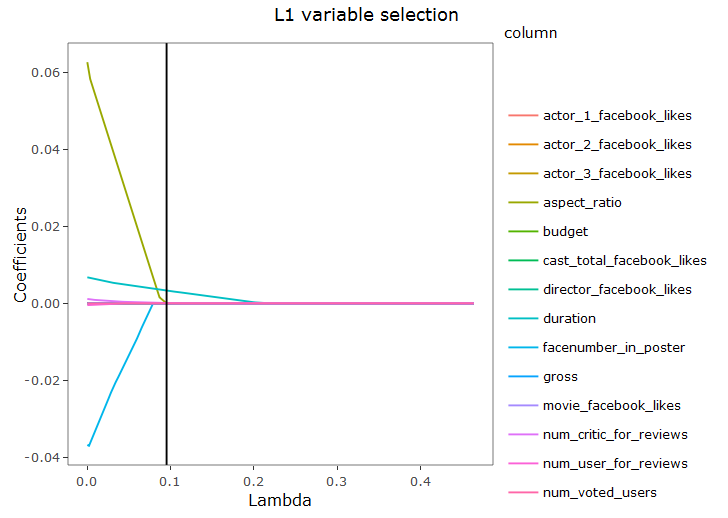 L1 variable selection
column
0.06
0.04
0.02
0.00
-0.02
-0.04
Coefficients
0.0
0.1
0.2
0.3
0.4
Lambda
actor_1_facebook_likes
actor_2_facebook_likes
actor_3_facebook_likes
aspect_ratio
budget
cast_total_facebook_likes
director_facebook_likes
duration
facenumber_in_poster
gross
movie_facebook_likes
num_critic_for_reviews
num_user_for_reviews
num_voted_users